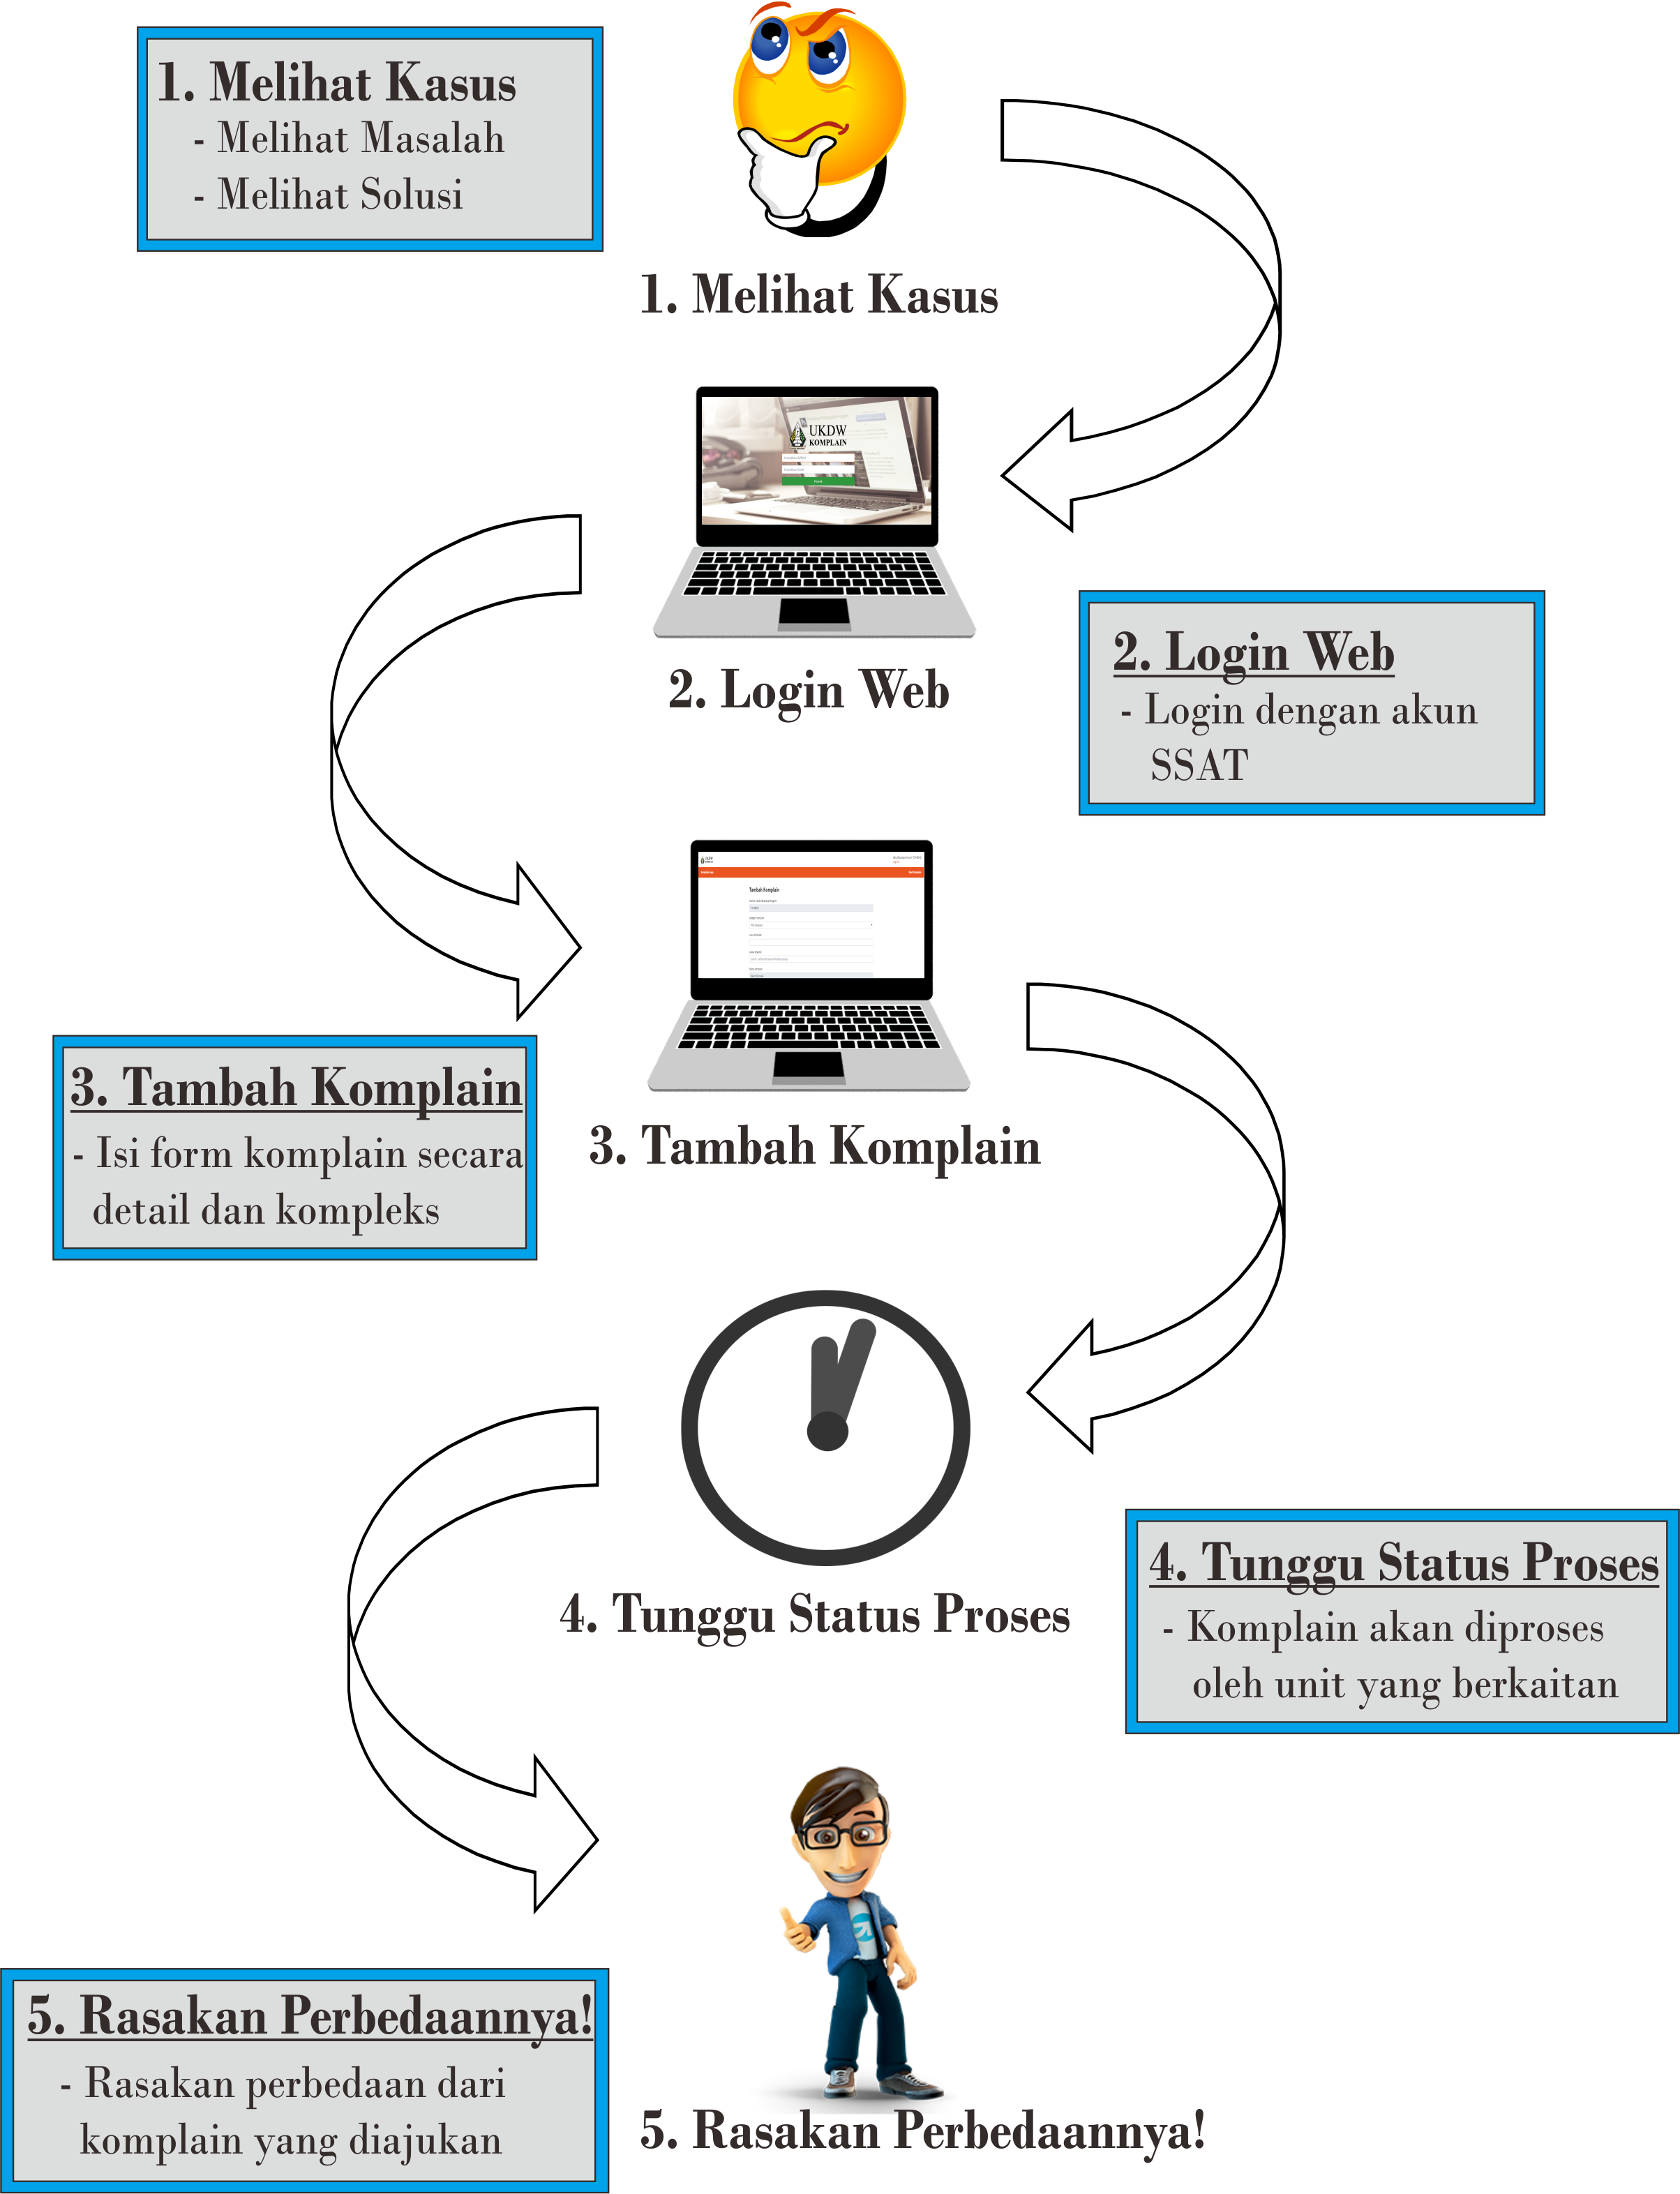 1. Melihat Kasus
- Melihat Masalah
- Melihat Solusi
1. Melihat Kasus
UKDW
KOMPLAIN
2. Login Web
2. Login Web
- Login dengan akun
SSAT
Tambah Komplain
3. Tambah Komplain
- Isi form komplain secara
detail dan kompleks
3. Tambah Komplain
4. Tunggu Status Proses
4. Tunggu Status Proses
- Komplain akan diproses
oleh unit yang berkaitan
5. Rasakan Perbedaannya!
- Rasakan perbedaan dari
komplain yang diajukan
5. Rasakan Perbedaannya!